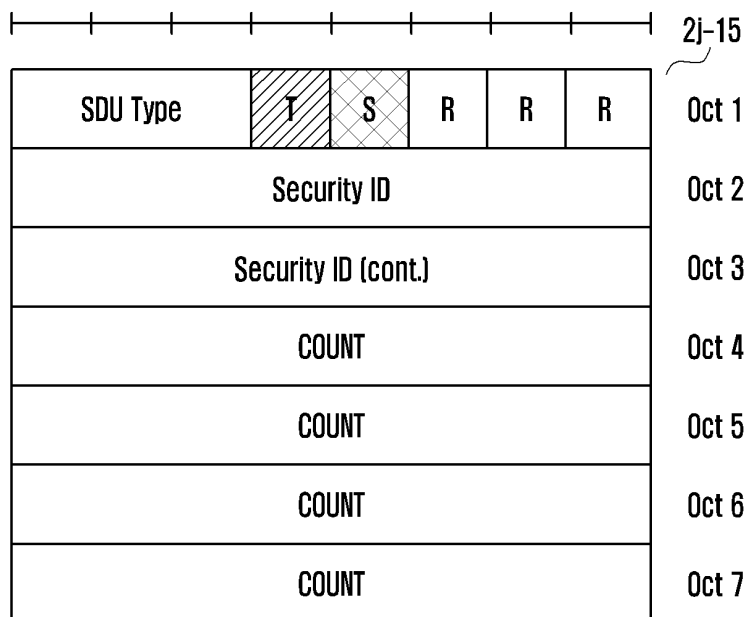 2j-15
SDU Type T S R R R Oct 1
Security ID Oct 2
Security ID (cont.) Oct 3
COUNT Oct 4
COUNT Oct 5
COUNT Oct 6
COUNT Oct 7